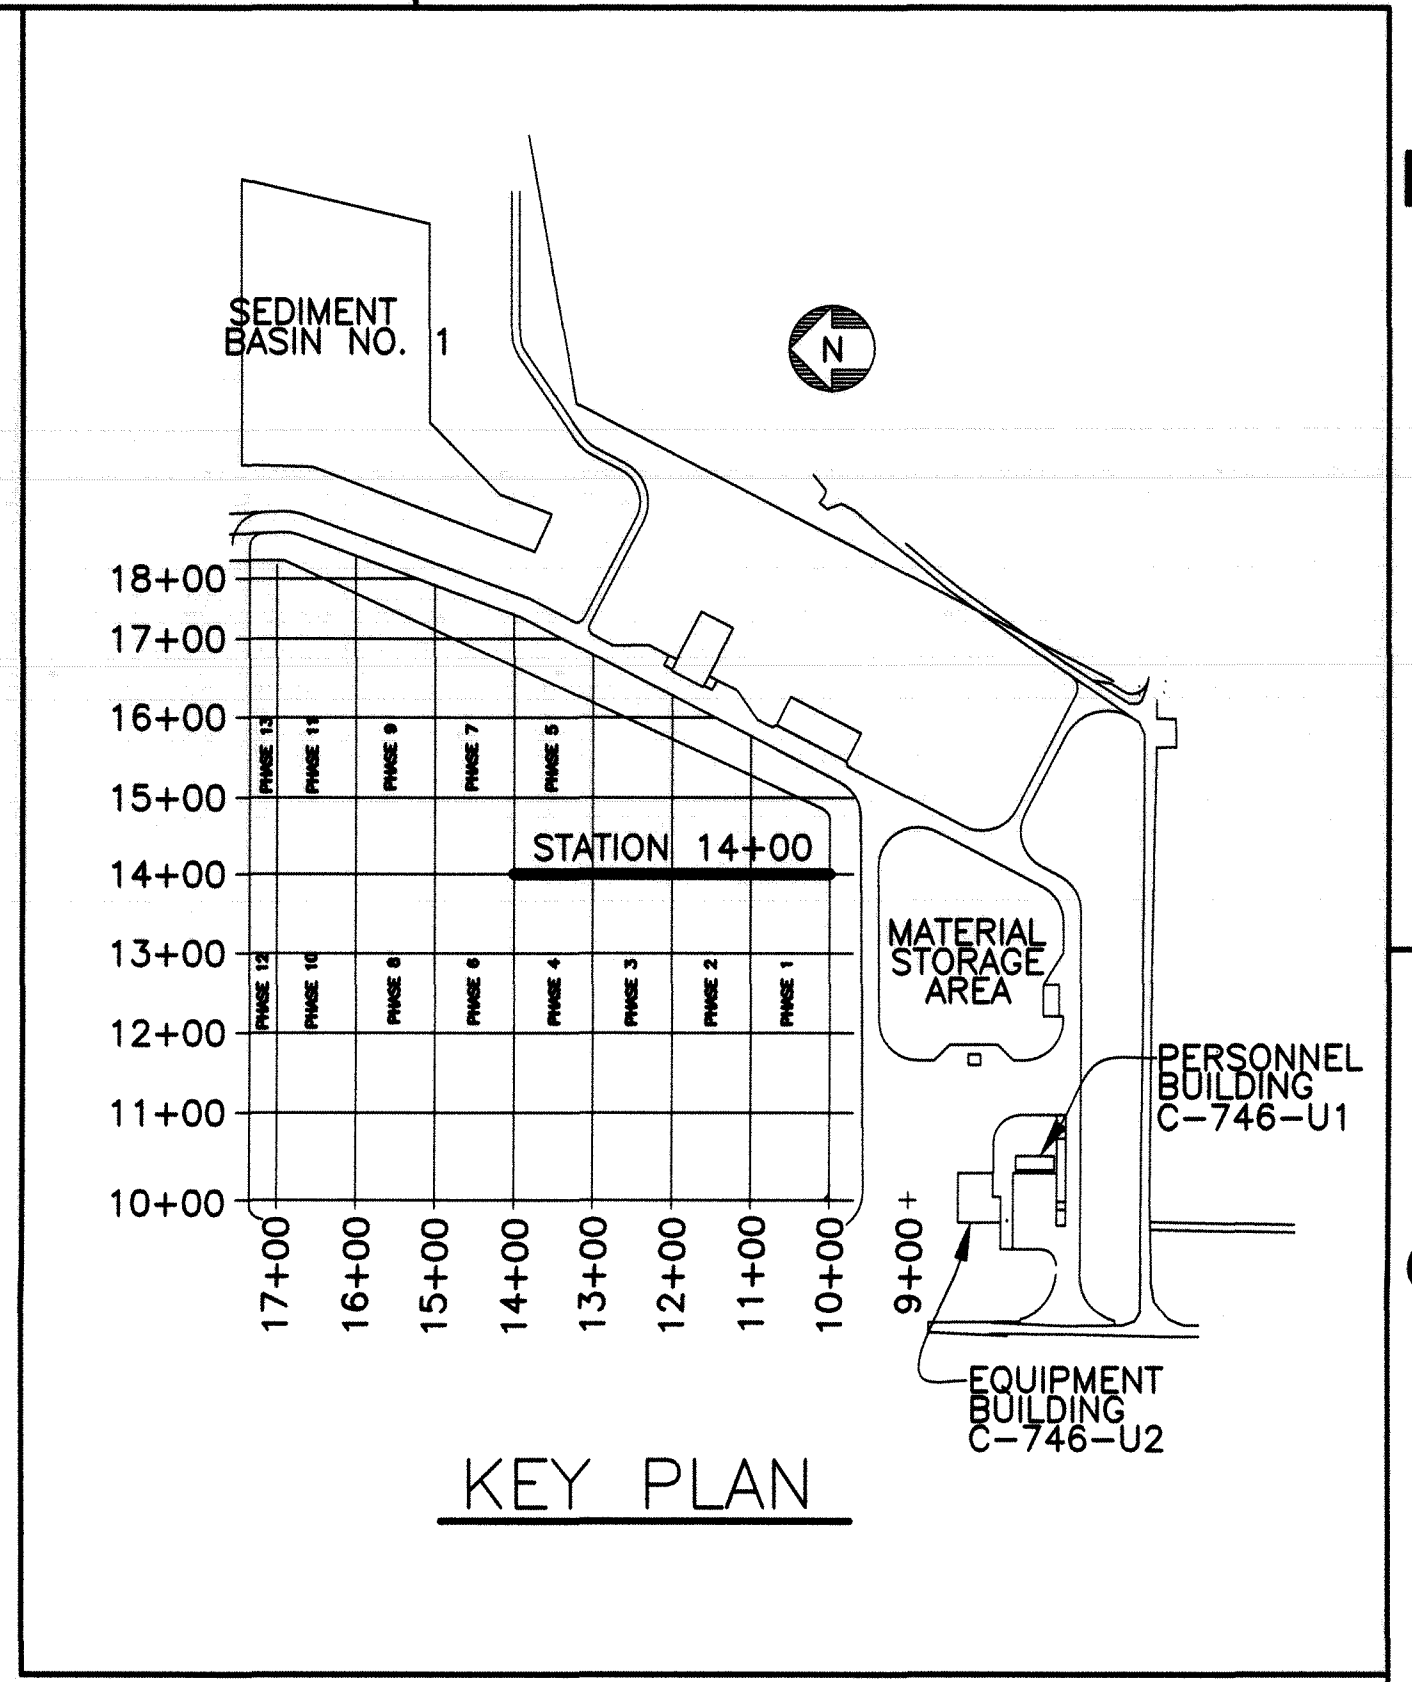 SEDIMENT
BASIN NO. 1
N
18+00
17+00
16+00
15+00
14+00
13+00
12+00
11+00
10+00
PHASE 13
PHASE 11
PHASE 9
PHASE 7
PHASE 5
STATION 14+00
PHASE 12
PHASE 10
PHASE 8
PHASE 6
PHASE 4
PHASE 3
PHASE 2
PHASE 1
MATERIAL
STORAGE
AREA
PERSONNEL
BUILDING
C-746-U1
17+00
16+00
15+00
14+00
13+00
12+00
11+00
10+00
9+00
EQUIPMENT
BUILDING
C-746-U2
KEY PLAN